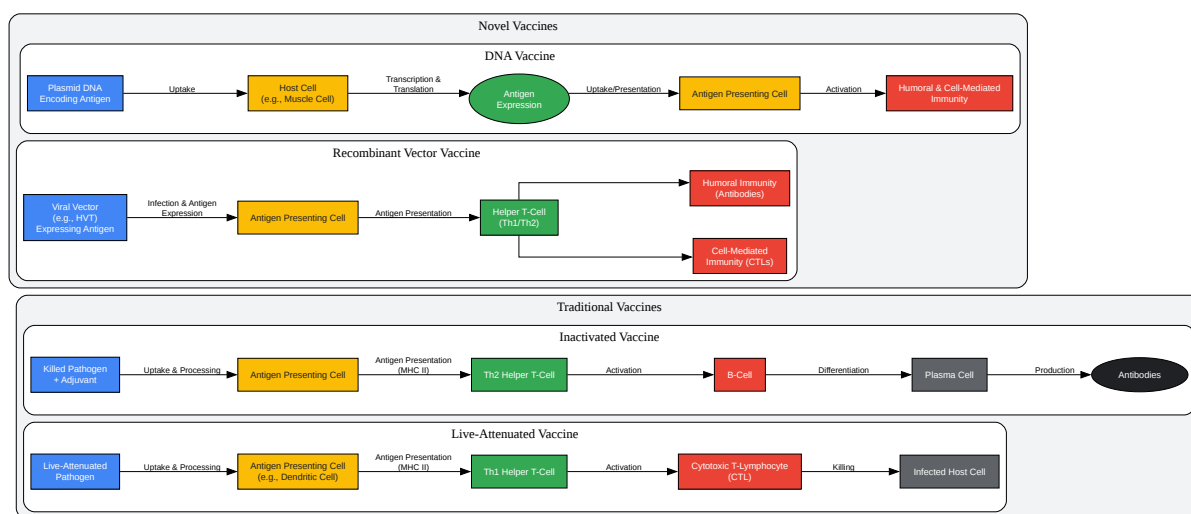 Novel Vaccines
DNA Vaccine
Plasmid DNA
Encoding Antigen
Uptake
Host Cell
(e.g., Muscle Cell)
Transcription &
Translation
Antigen
Expression
Uptake/Presentation
Antigen Presenting Cell
Activation
Humoral & Cell-Mediated
Immunity
Recombinant Vector Vaccine
Viral Vector
(e.g., HVT)
Expressing Antigen
Infection & Antigen
Expression
Antigen Presenting Cell
Antigen Presentation
Helper T-Cell
(Th1/Th2)
Humoral Immunity
(Antibodies)
Cell-Mediated
Immunity (CTLs)
Traditional Vaccines
Inactivated Vaccine
Killed Pathogen
+ Adjuvant
Uptake & Processing
Antigen Presenting Cell
Antigen Presentation
(MHC II)
Th2 Helper T-Cell
Activation
B-Cell
Differentiation
Plasma Cell
Production
Antibodies
Live-Attenuated Vaccine
Live-Attenuated
Pathogen
Uptake & Processing
Antigen Presenting Cell
(e.g., Dendritic Cell)
Antigen Presentation
(MHC II)
Th1 Helper T-Cell
Activation
Cytotoxic T-Lymphocyte
(CTL)
Killing
Infected Host Cell